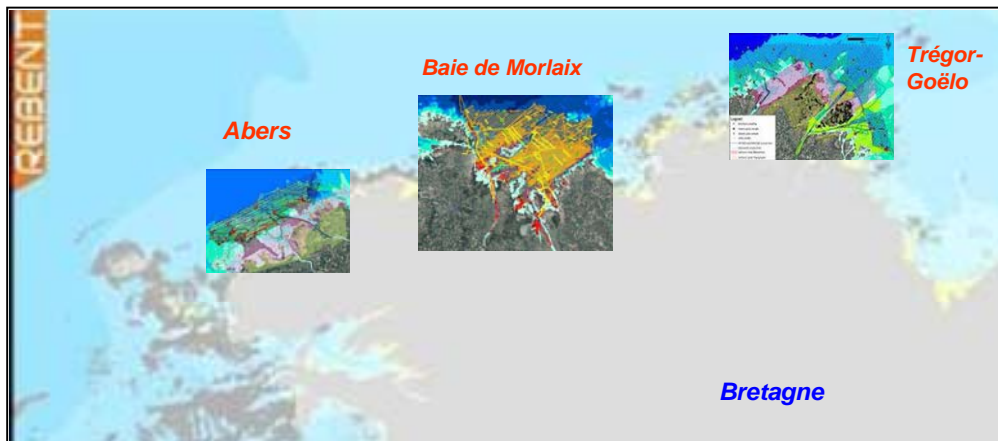 REBENT
Abers
Baie de Morlaix
Trégor-
Goëlo
Bretagne